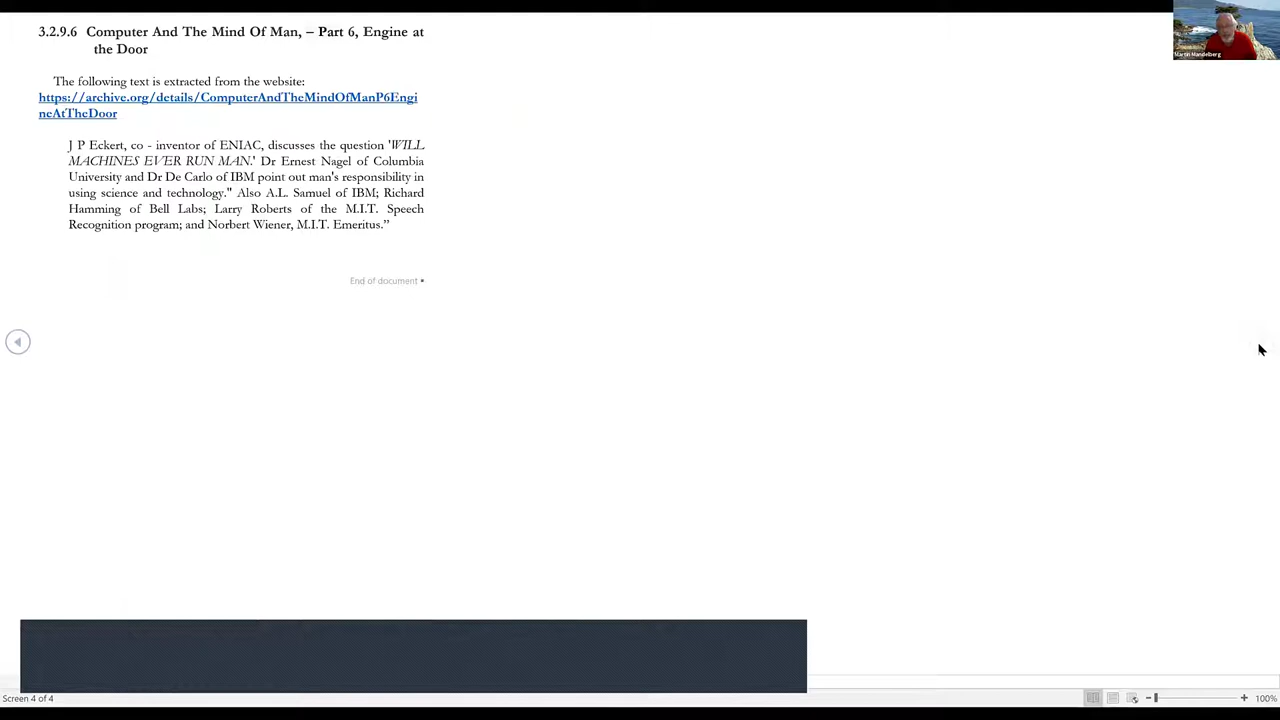 3.2.9.6 Computer And The Mind Of Man, – Part 6, Engine at
the Door
The following text is extracted from the website:
https://archive.org/details/ComputerAndTheMindOfManP6Engi
neAtTheDoor
J P Eckert, co - inventor of ENIAC, discusses the question 'WILL
MACHINES EVER RUN MAN.' Dr Ernest Nagel of Columbia
University and Dr De Carlo of IBM point out man's responsibility in
using science and technology." Also A.L. Samuel of IBM; Richard
Hamming of Bell Labs; Larry Roberts of the M.I.T. Speech
Recognition program; and Norbert Wiener, M.I.T. Emeritus.”
End of document ▪
Martin Mandelberg
Screen 4 of 4
100%